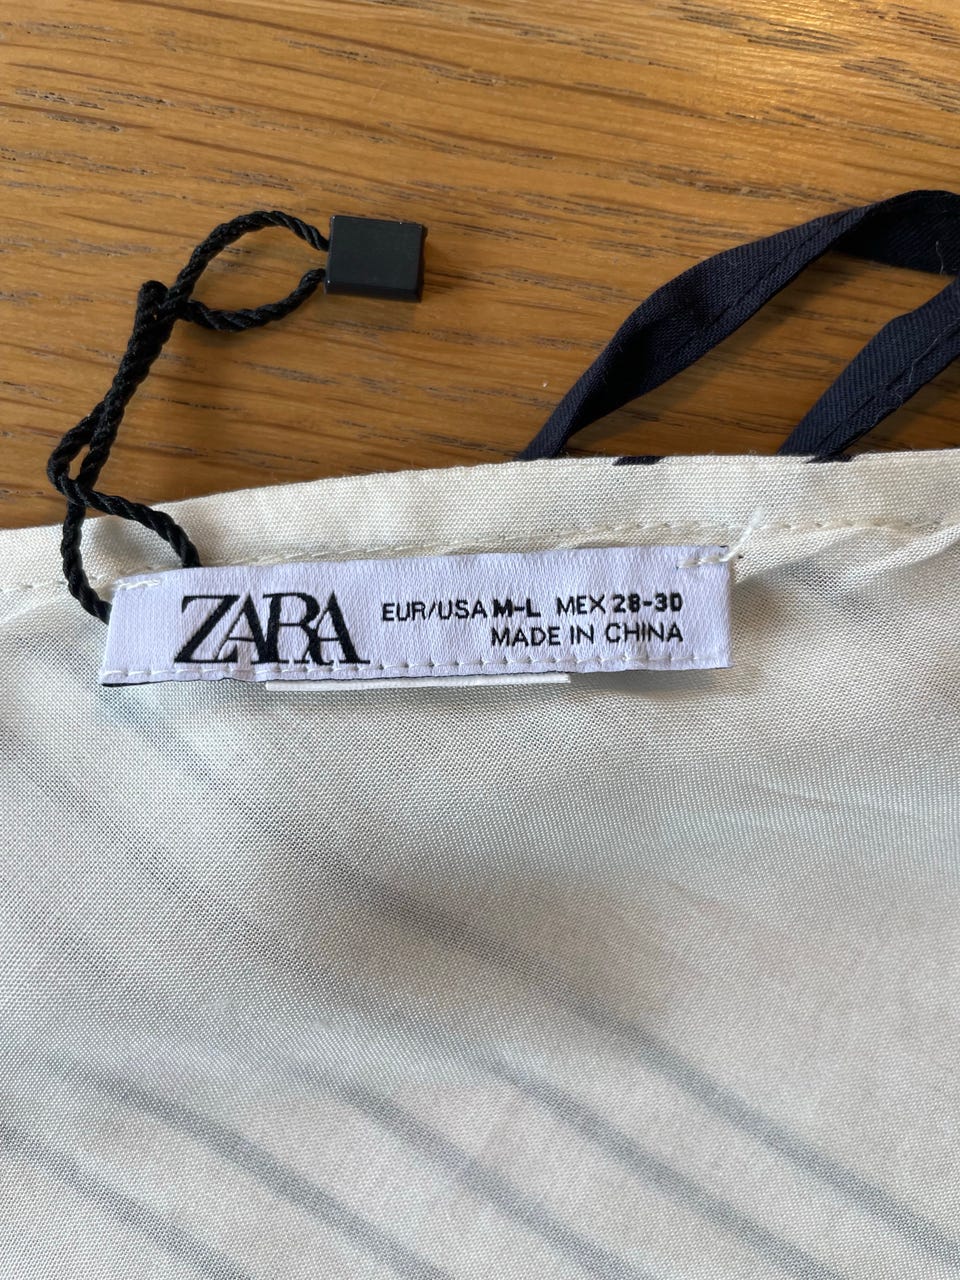 ZARA EUR/USA M-L MEX 28-30
MADE IN CHINA